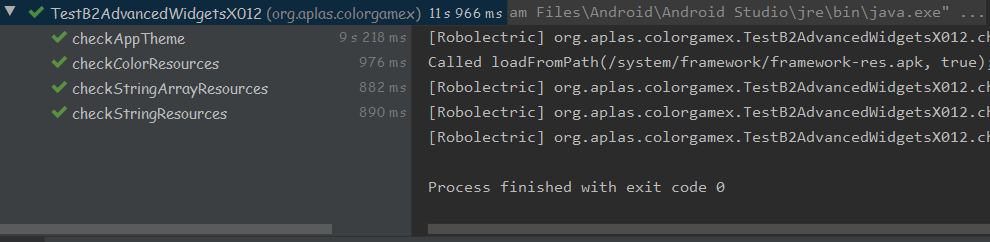 TestB2AdvancedWidgetsX012 (org.aplas.colorgamex) 11 s 966 ms
checkAppTheme 9 s 218 ms
checkColorResources 976 ms
checkStringArrayResources 882 ms
checkStringResources 890 ms
am Files\Android\Android Studio\jre\bin\java.exe" ...
[Robolectric] org.aplas.colorgamex.TestB2AdvancedWidgetsX012.ch
Called loadFromPath(/system/framework/framework-res.apk, true);
[Robolectric] org.aplas.colorgamex.TestB2AdvancedWidgetsX012.ch
[Robolectric] org.aplas.colorgamex.TestB2AdvancedWidgetsX012.ch
[Robolectric] org.aplas.colorgamex.TestB2AdvancedWidgetsX012.ch
Process finished with exit code 0